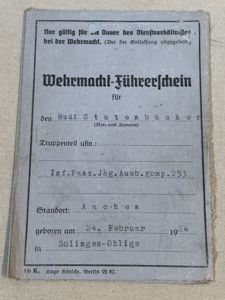 Nur gültig für die Dauer des Dienstverhältnisses
bei der Wehrmacht. (Bei der Entlassung abzugeben)
Wehrmacht-Führerschein
für
den Rudi Stutenbäcker
(Vor- und Zuname)
Truppenteil usw.:
Inf.Panz.Jäg.Ausb.Komp.253
Standort: Aachen
geboren am 24. Februar 1924
in Solingen-Ohligs
16 K. Hugo Berlin